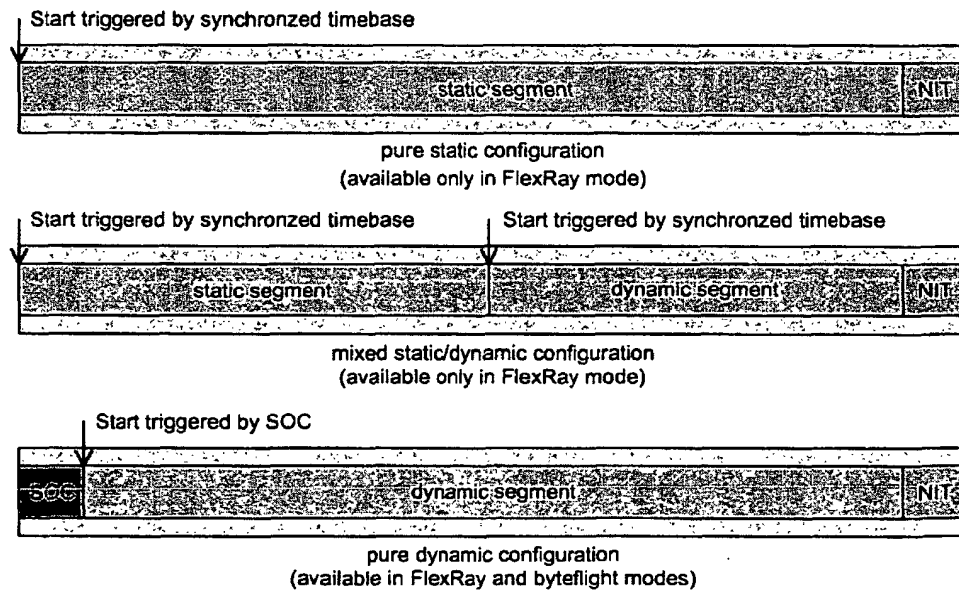 Start triggered by synchronzed timebase
static segment NIT
pure static configuration
(available only in FlexRay mode)
Start triggered by synchronzed timebase Start triggered by synchronzed timebase
static segment dynamic segment NIT
mixed static/dynamic configuration
(available only in FlexRay mode)
Start triggered by SOC
SOC dynamic segment NIT
pure dynamic configuration
(available in FlexRay and byteflight modes)